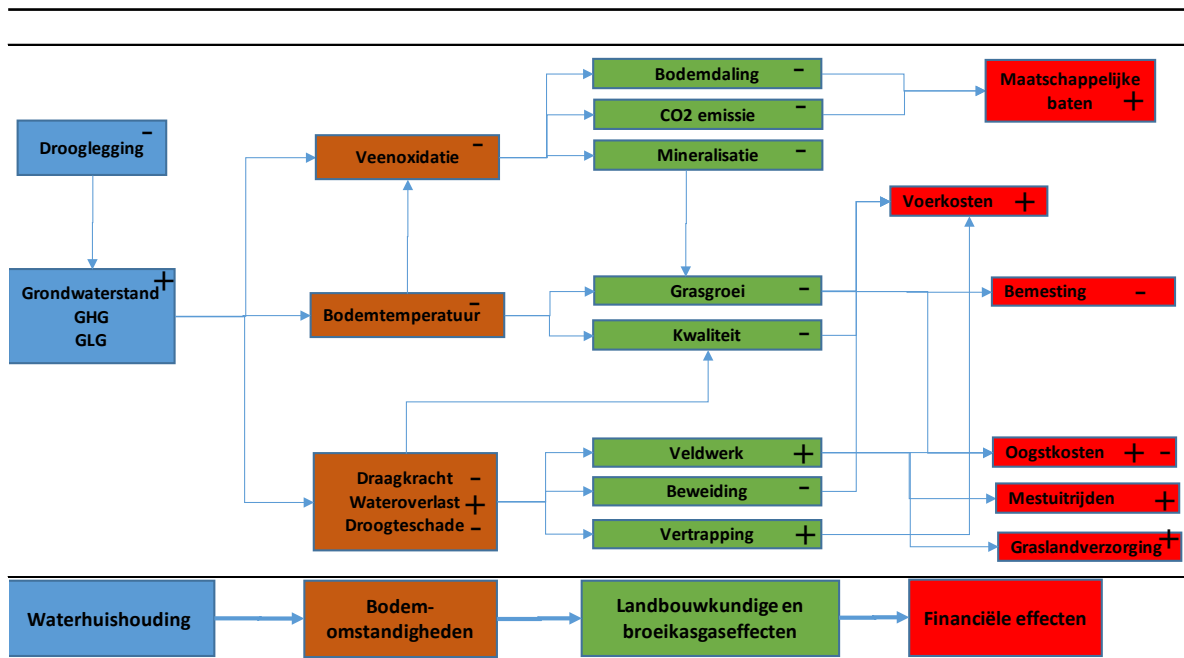 Drooglegging -
Grondwaterstand +
GHG
GLG
Veenoxidatie -
Bodemtemperatuur -
Draagkracht -
Wateroverlast +
Droogteschade -
Bodemdaling -
CO2 emissie -
Mineralisatie -
Grasgroei -
Kwaliteit -
Veldwerk +
Beweiding -
Vertrapping +
Maatschappelijke
baten +
Voerkosten +
Bemesting -
Oogstkosten + -
Mestuitrijden +
Graslandverzorging +
Waterhuishouding
Bodem-
omstandigheden
Landbouwkundige en
broeikasgaseffecten
Financiële effecten